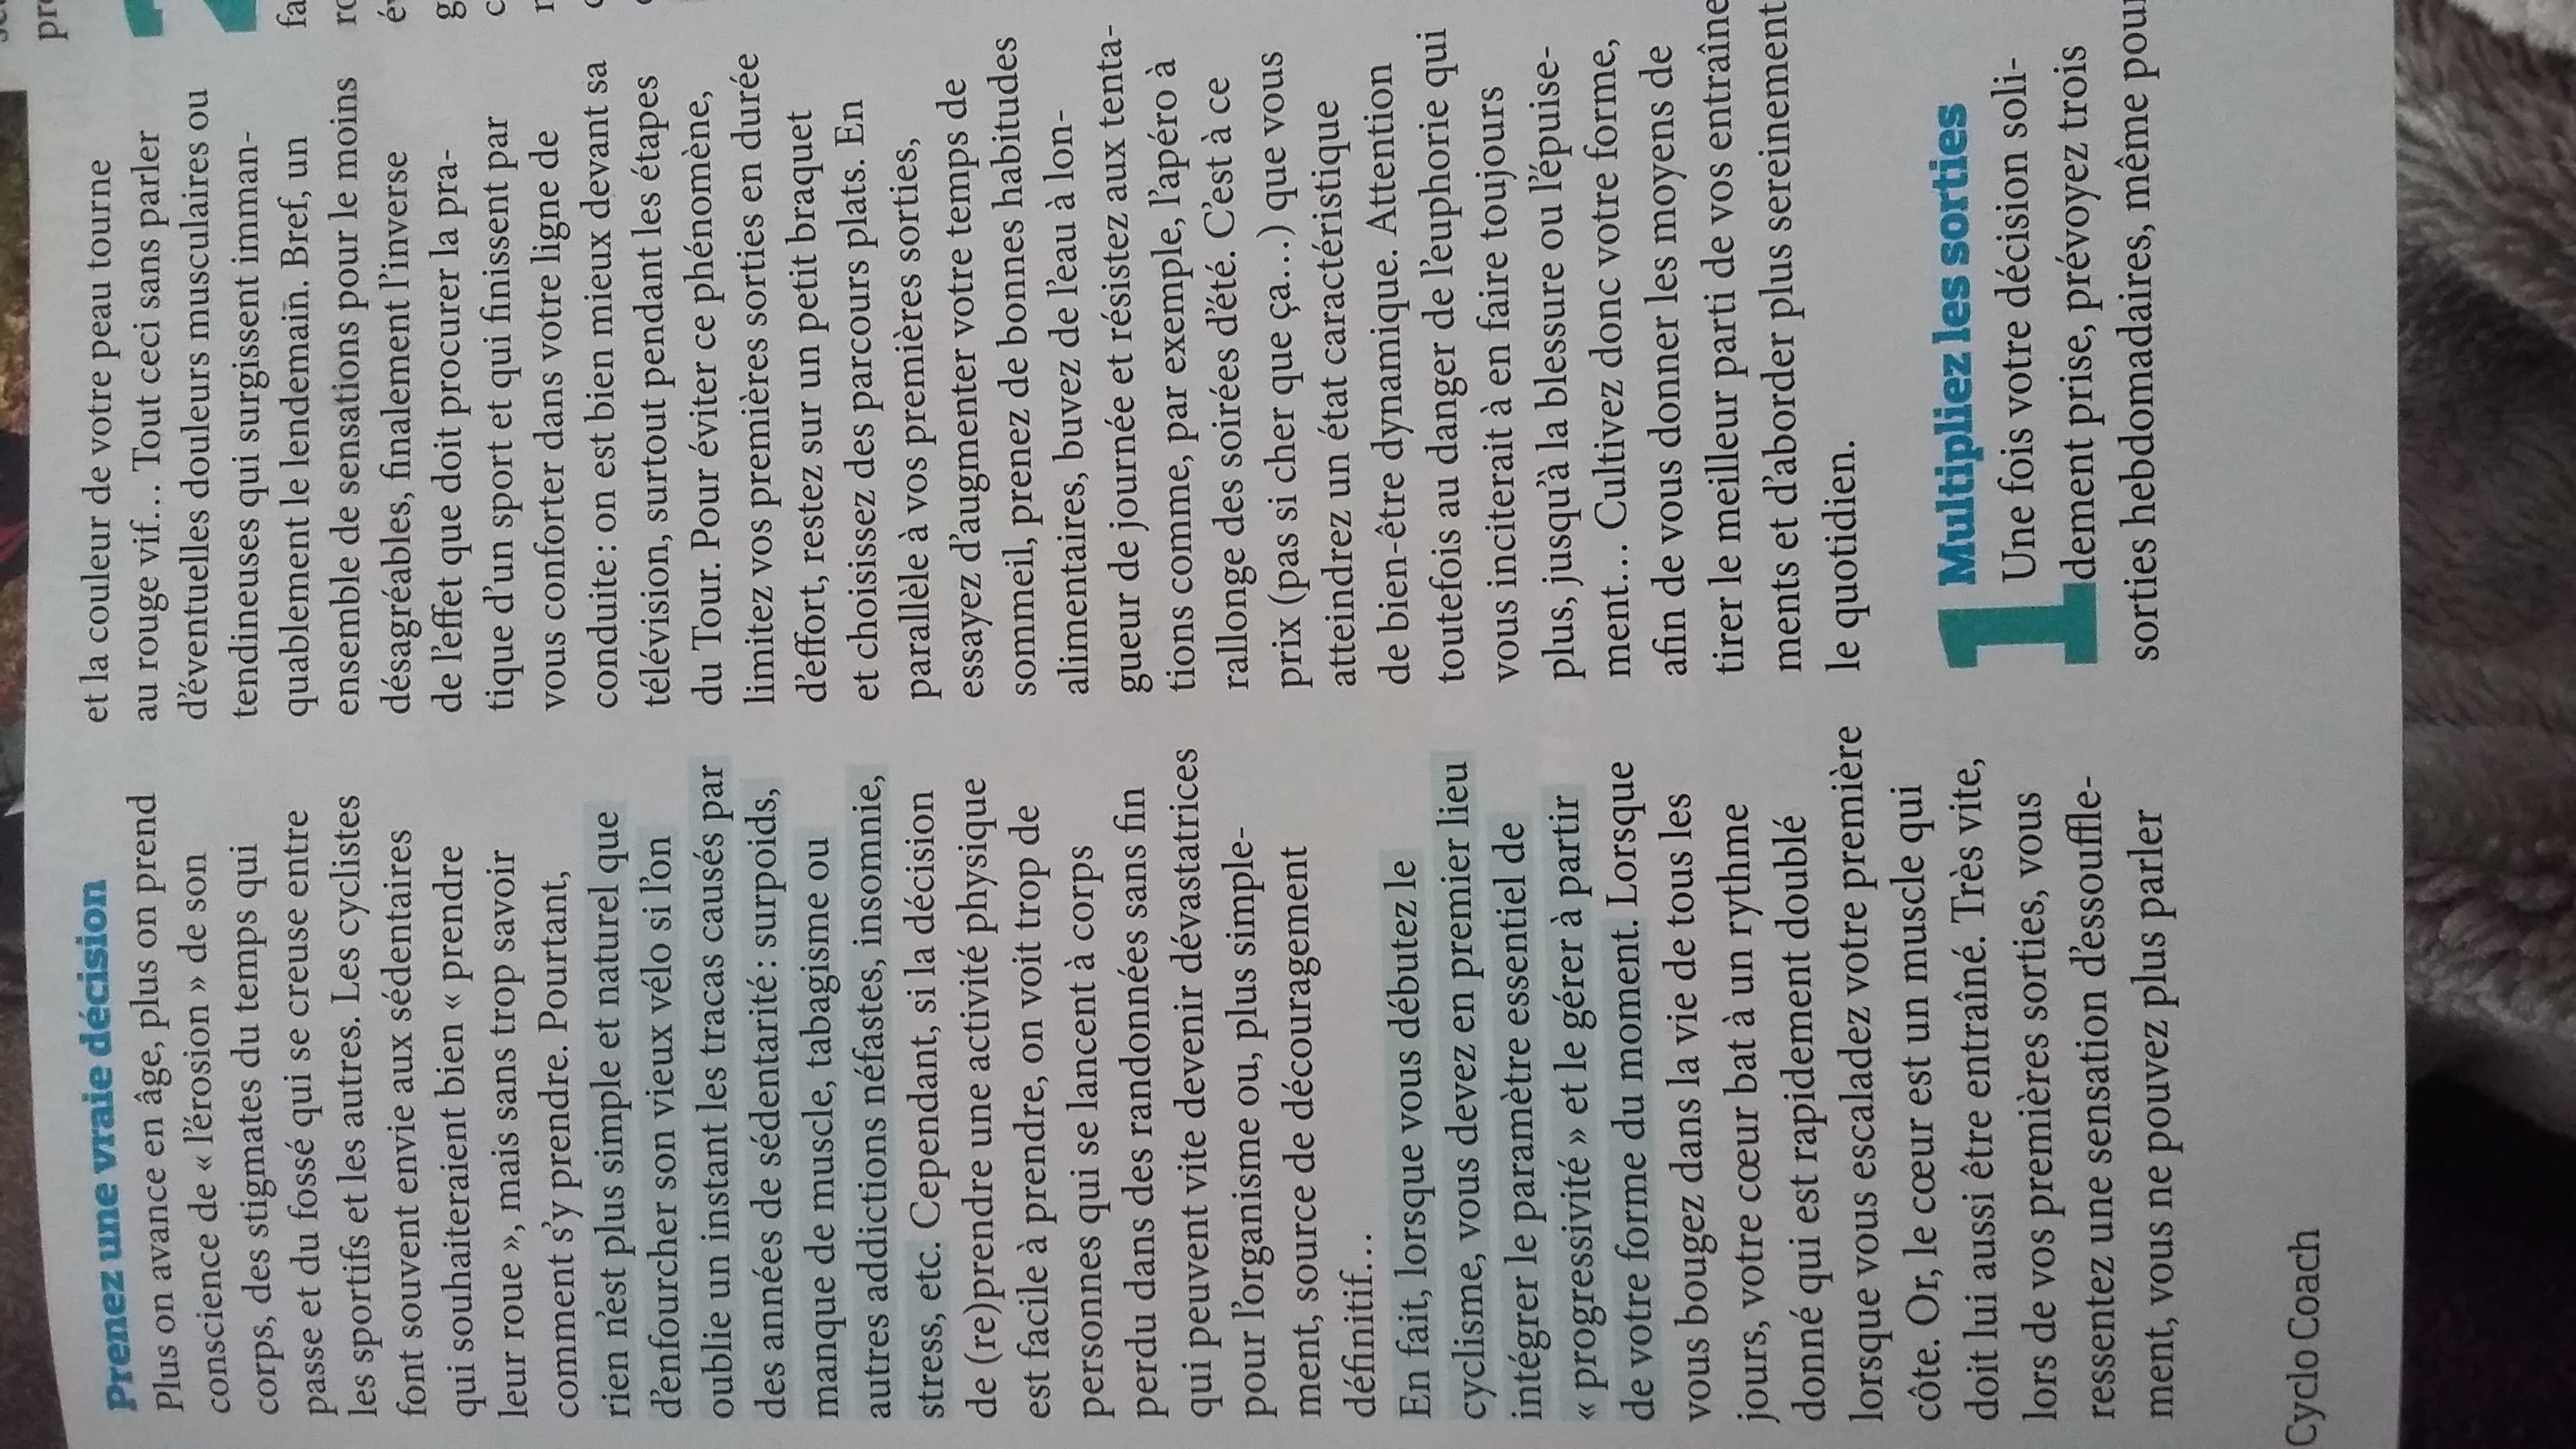 Prenez une vraie décision
Plus on avance en âge, plus on prend
conscience de « l'érosion » de son
corps, des stigmates du temps qui
passe et du fossé qui se creuse entre
les sportifs et les autres. Les cyclistes
font souvent envie aux sédentaires
qui souhaiteraient bien « prendre
leur roue », mais sans trop savoir
comment s'y prendre. Pourtant,
rien n'est plus simple et naturel que
d'enfourcher son vieux vélo si l'on
oublie un instant les tracas causés par
des années de sédentarité : surpoids,
manque de muscle, tabagisme ou
autres addictions néfastes, insomnie,
stress, etc. Cependant, si la décision
de (re)prendre une activité physique
est facile à prendre, on voit trop de
personnes qui se lancent à corps
perdu dans des randonnées sans fin
qui peuvent vite devenir dévastatrices
pour l'organisme ou, plus simple-
ment, source de découragement
définitif…
En fait, lorsque vous débutez le
cyclisme, vous devez en premier lieu
intégrer le paramètre essentiel de
« progressivité » et le gérer à partir
de votre forme du moment. Lorsque
vous bougez dans la vie de tous les
jours, votre cœur bat à un rythme
donné qui est rapidement doublé
lorsque vous escaladez votre première
côte. Or, le cœur est un muscle qui
doit lui aussi être entraîné. Très vite,
lors de vos premières sorties, vous
ressentez une sensation d'essouffle-
ment, vous ne pouvez plus parler
et la couleur de votre peau tourne
au rouge vif… Tout ceci sans parler
d'éventuelles douleurs musculaires ou
tendineuses qui surgissent imman-
quablement le lendemain. Bref, un
ensemble de sensations pour le moins
désagréables, finalement l'inverse
de l'effet que doit procurer la pra-
tique d'un sport et qui finissent par
vous conforter dans votre ligne de
conduite : on est bien mieux devant sa
télévision, surtout pendant les étapes
du Tour. Pour éviter ce phénomène,
limitez vos premières sorties en durée
d'effort, restez sur un petit braquet
et choisissez des parcours plats. En
parallèle à vos premières sorties,
essayez d'augmenter votre temps de
sommeil, prenez de bonnes habitudes
alimentaires, buvez de l'eau à lon-
gueur de journée et résistez aux tenta-
tions comme, par exemple, l'apéro à
rallonge des soirées d'été. C'est à ce
prix (pas si cher que ça…) que vous
atteindrez un état caractéristique
de bien-être dynamique. Attention
toutefois au danger de l'euphorie qui
vous inciterait à en faire toujours
plus, jusqu'à la blessure ou l'épuise-
ment… Cultivez donc votre forme,
afin de vous donner les moyens de
tirer le meilleur parti de vos entraîne
ments et d'aborder plus sereinement
le quotidien.
1 Multipliez les sorties
Une fois votre décision soli-
dement prise, prévoyez trois
sorties hebdomadaires, même pour
Cyclo Coach